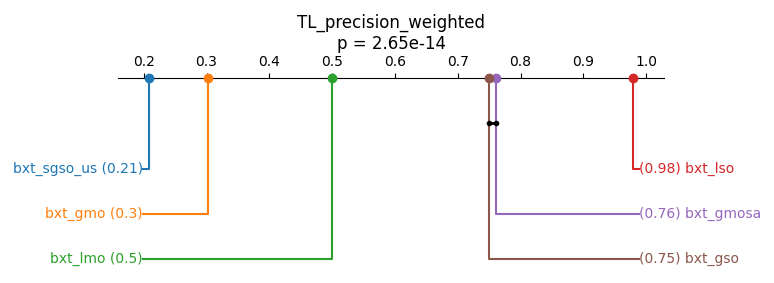 TL_precision_weighted
p = 2.65e-14
0.2 0.3 0.4 0.5 0.6 0.7 0.8 0.9 1.0
bxt_sgso_us (0.21) (0.98) bxt_lso
bxt_gmo (0.3) (0.76) bxt_gmosa
bxt_lmo (0.5) (0.75) bxt_gso